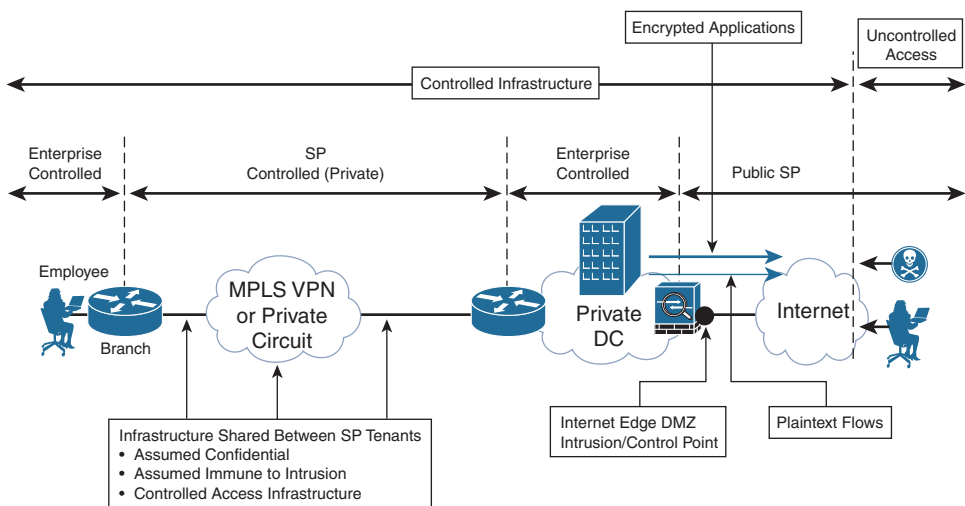 Encrypted Applications
Uncontrolled
Access
Controlled Infrastructure
Enterprise
Controlled
SP
Controlled (Private)
Enterprise
Controlled
Public SP
Employee
Branch
MPLS VPN
or Private
Circuit
Private
DC
Internet
Infrastructure Shared Between SP Tenants
• Assumed Confidential
• Assumed Immune to Intrusion
• Controlled Access Infrastructure
Internet Edge DMZ
Intrusion/Control Point
Plaintext Flows